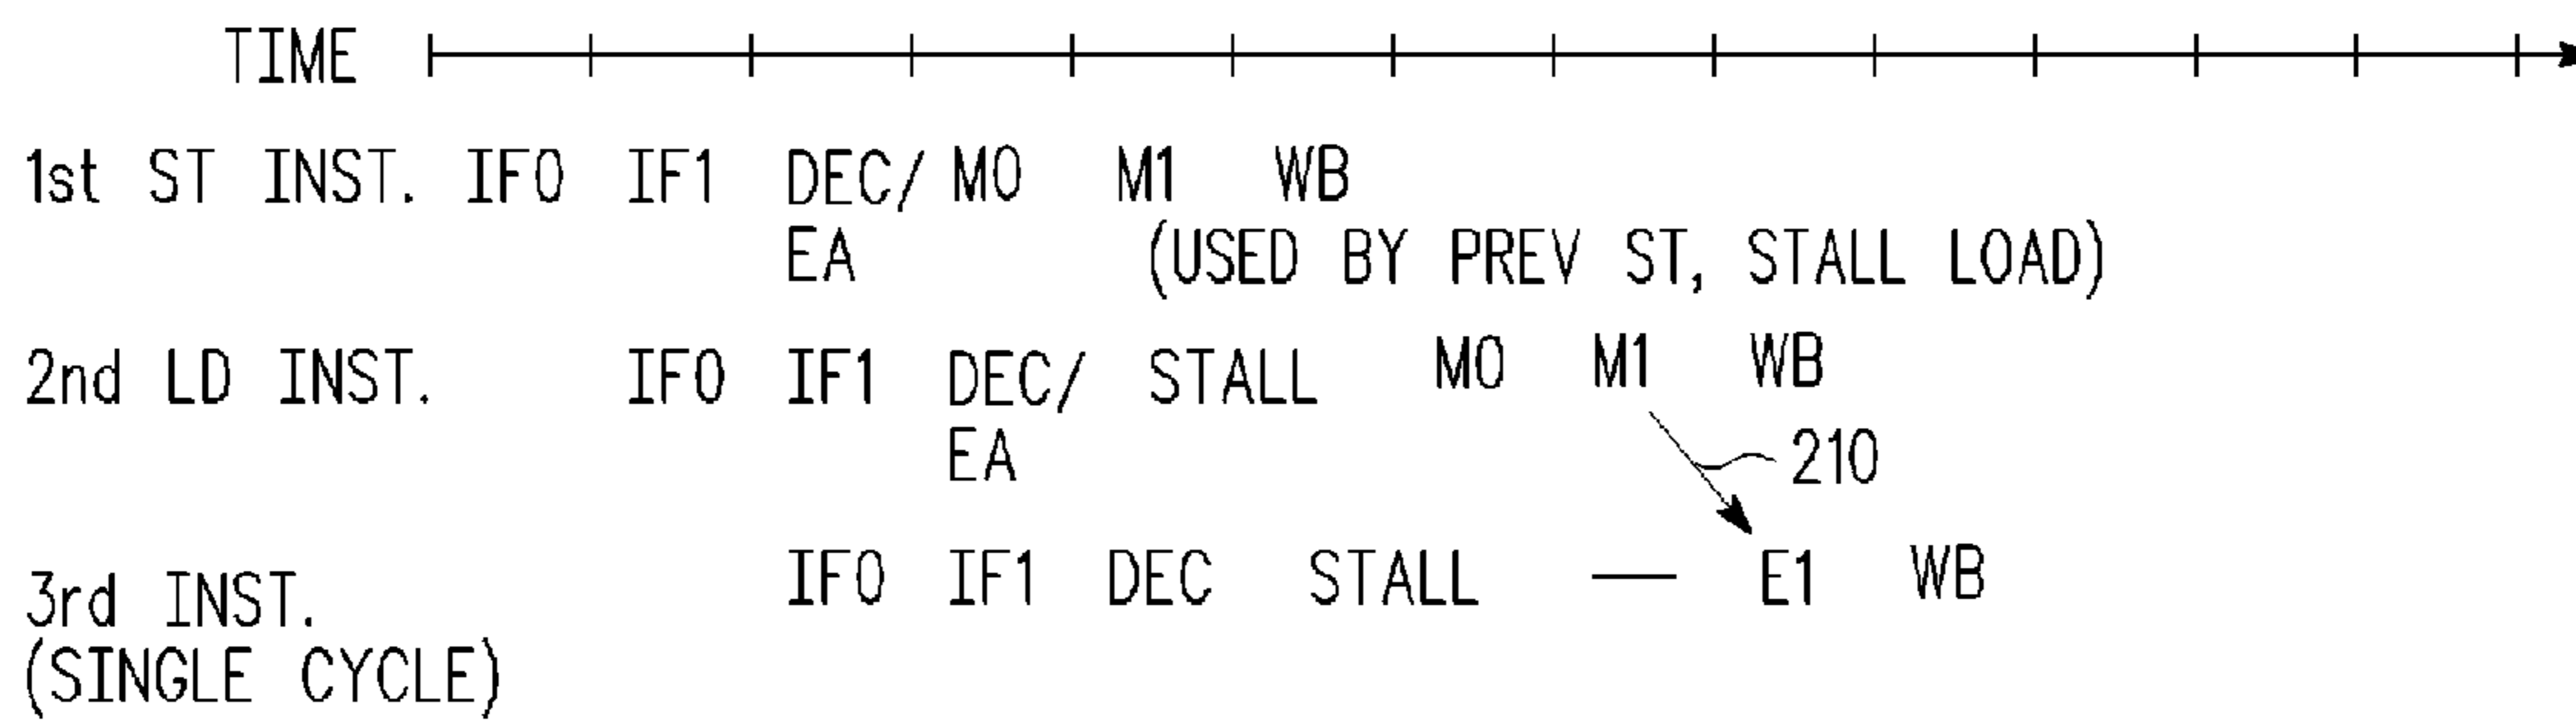 TIME
1st ST INST. IF0 IF1 DEC/ M0 M1 WB
EA (USED BY PREV ST, STALL LOAD)
2nd LD INST. IF0 IF1 DEC/ STALL M0 M1 WB
EA 210
IF0 IF1 DEC STALL — E1 WB
3rd INST.
(SINGLE CYCLE)